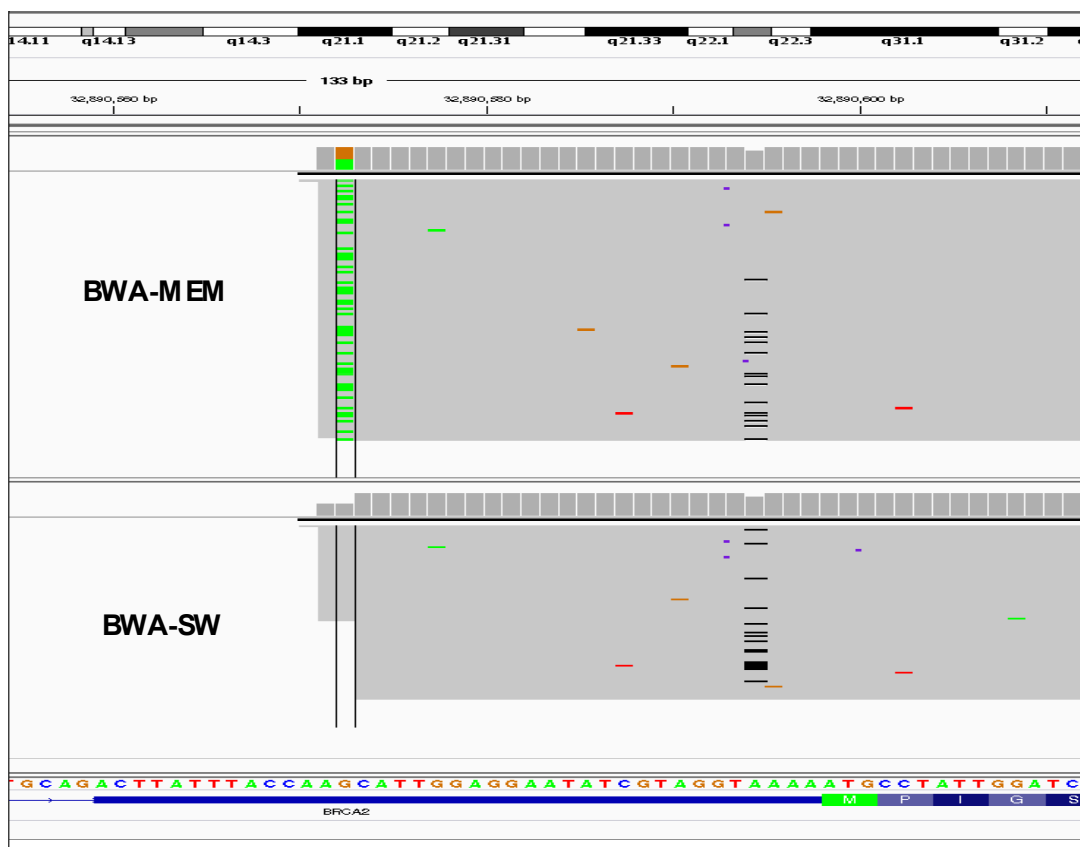 14.11 q14.13 q14.3 q21.1 q21.2 q21.31 q21.33 q22.1 q22.3 q31.1 q31.2
133 bp
32,890,560 bp 32,890,580 bp 32,890,600 bp
BWA-MEM
BWA-SW
T G C A G A C T T A T T T A C C A A G C A T T G G A G G A A T A T C G T A G G T A A A A A T G C C T A T T G G A T C
M P I G S
BRCA2